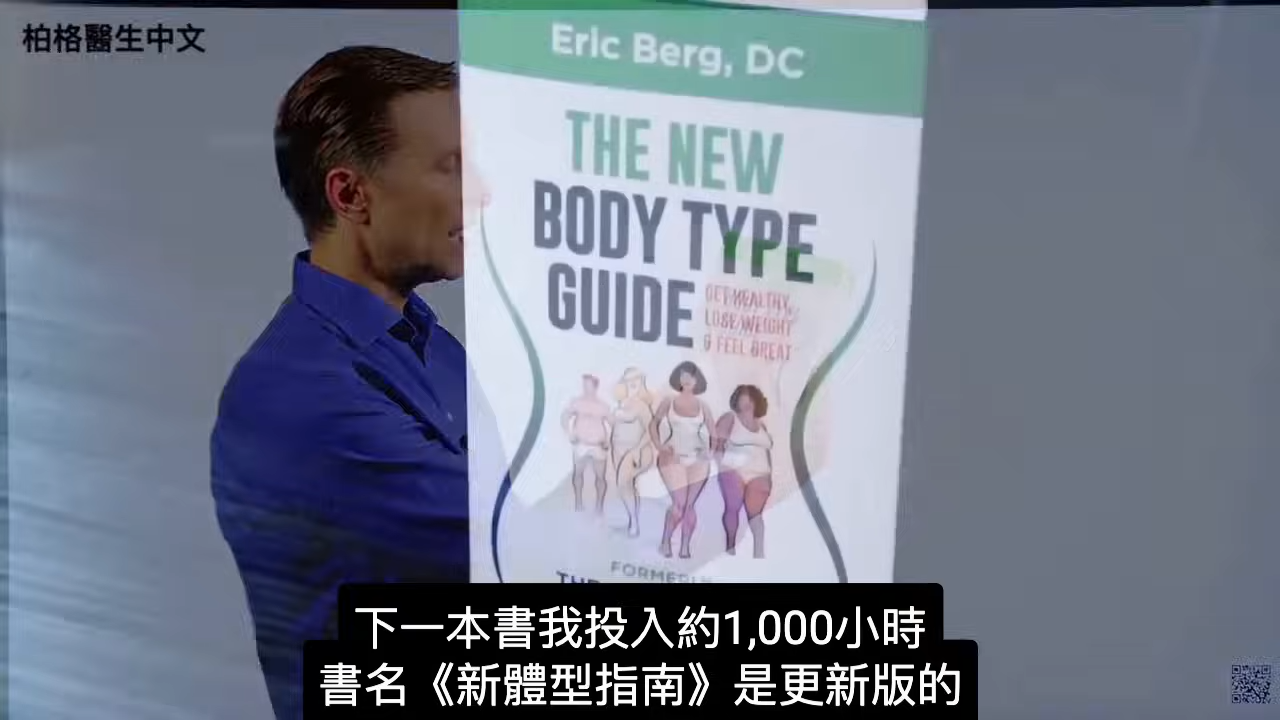 柏格醫生中文
Eric Berg, DC
THE NEW
BODY TYPE
GUIDE
GET HEALTHY,
LOSE WEIGHT
& FEEL GREAT
FORMERLY
下一本書我投入約1,000小時
書名《新體型指南》是更新版的